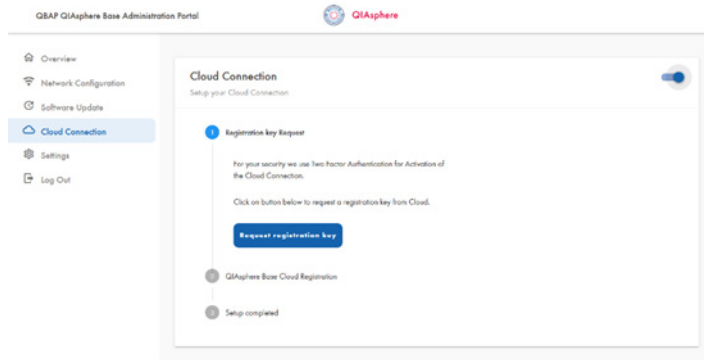 QBAP QIAsphere Base Administration Portal
QIAsphere
Overview
Network Configuration
Software Update
Cloud Connection
Settings
Log Out
Cloud Connection
Setup your Cloud Connection
1 Registration key Request
For your security we use Two Factor Authentication for Activation of
the Cloud Connection.
Click on button below to request a registration key from Cloud.
Request registration key
2 QIAsphere Base Cloud Registration
3 Setup completed